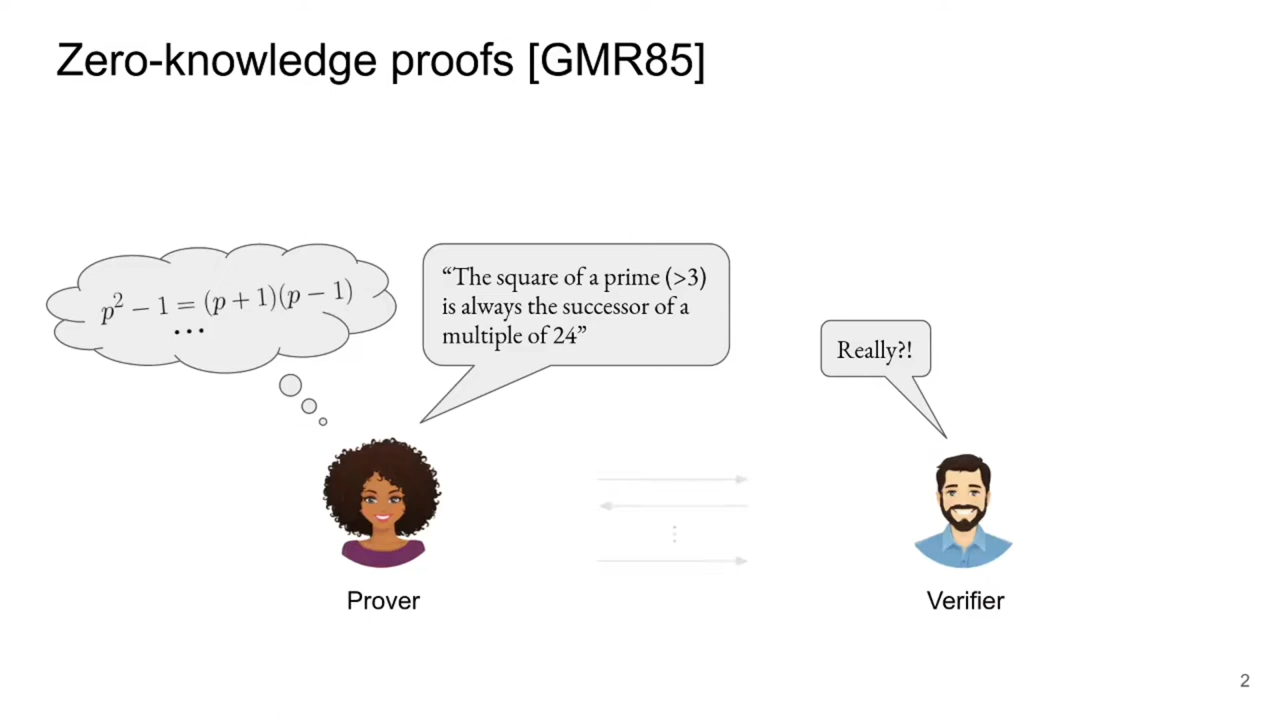 Zero-knowledge proofs [GMR85]
p² − 1 = (p + 1)(p − 1)
...
“The square of a prime (>3)
is always the successor of a
multiple of 24”
Really?!
Prover
Verifier
2